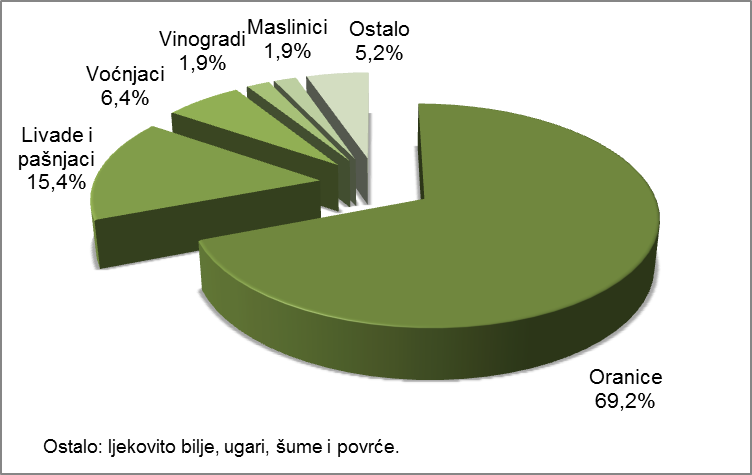 Maslinici
1,9%
Ostalo
5,2%
Vinogradi
1,9%
Voćnjaci
6,4%
Livade i
pašnjaci
15,4%
Oranice
69,2%
Ostalo: ljekovito bilje, ugari, šume i povrće.